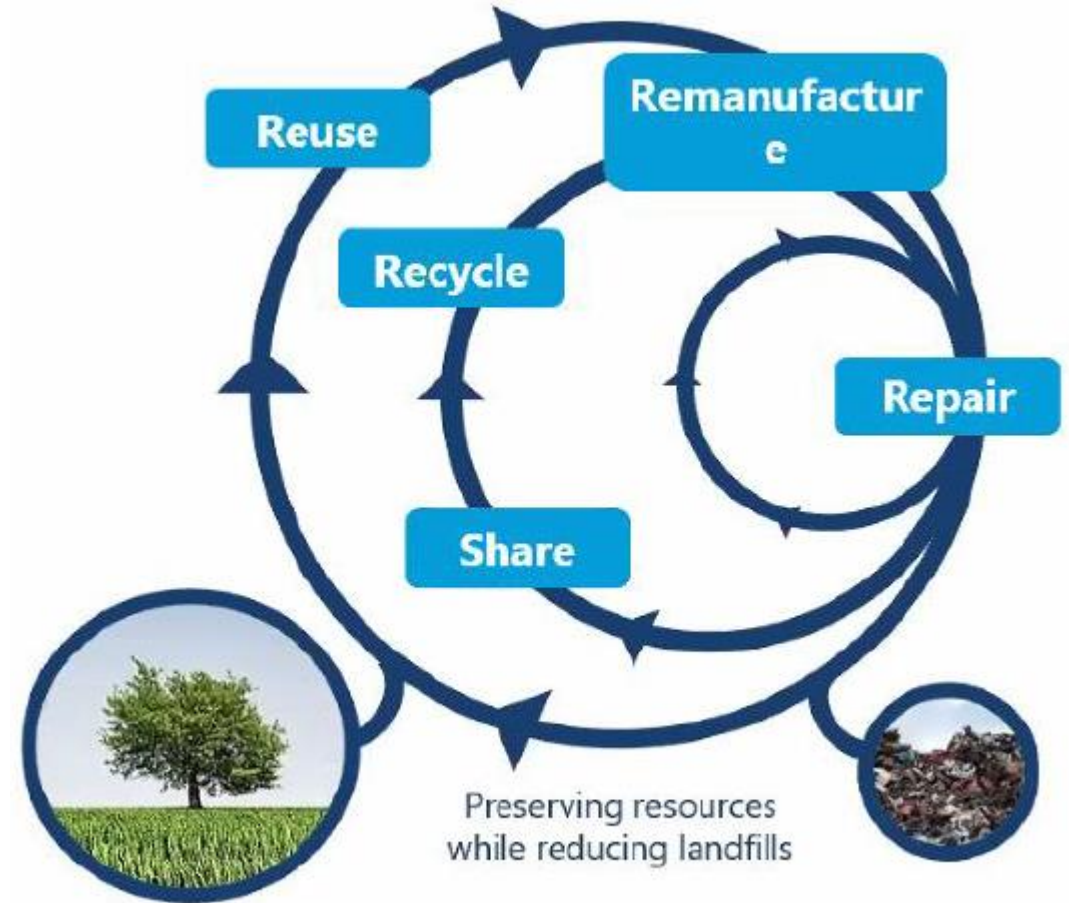 Remanufactur
e
Reuse
Recycle
Repair
Share
Preserving resources
while reducing landfills